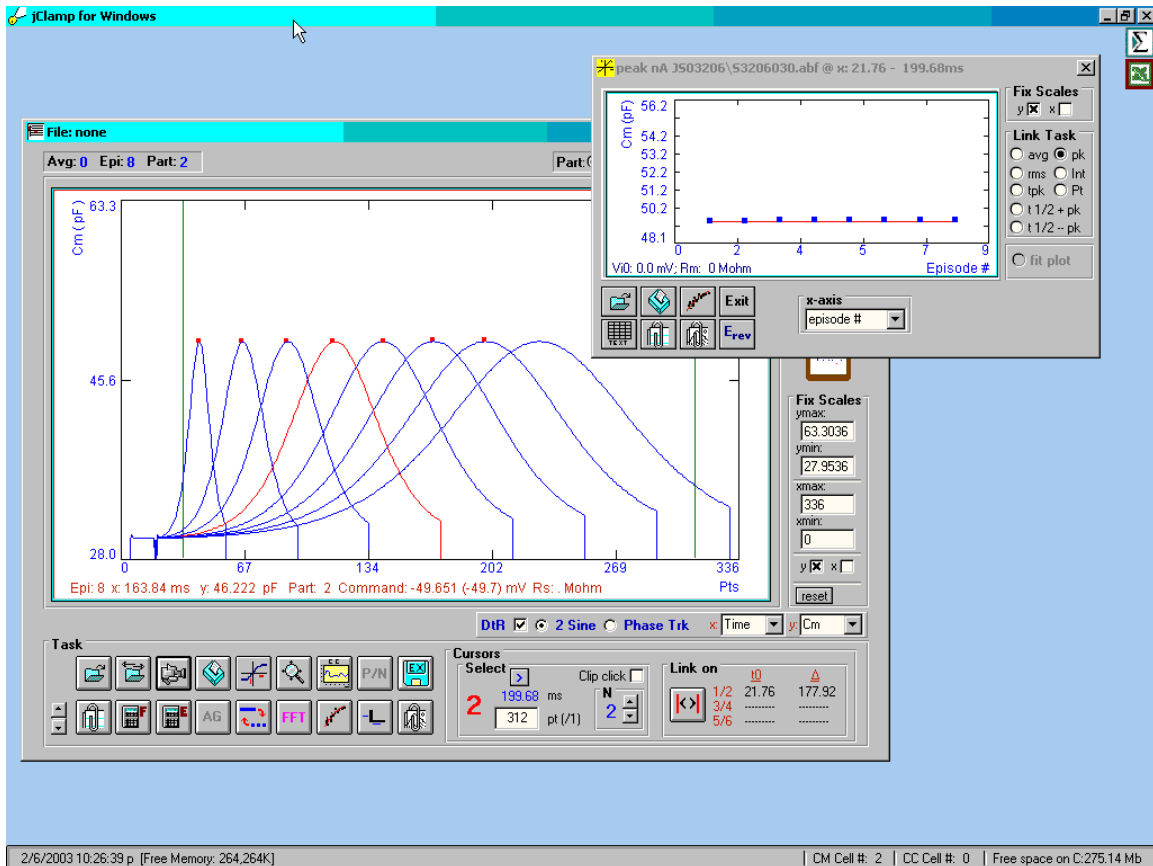 jClamp for Windows
peak nA JS03206\S3206030.abf @ x: 21.76 - 199.68ms
Cm (pF)
56.2
54.2
53.2
52.2
51.2
50.2
48.1
0 2 4 6 8 9
Vi0: 0.0 mV; Rm: 0 Mohm Episode #
Fix Scales
y x
Link Task
avg pk
rms Int
tpk Pt
t 1/2 + pk
t 1/2 -- pk
fit plot
Exit
TEXT
Erev
x-axis
episode #
File: none
Avg: 0 Epi: 8 Part: 2
Part:
Cm (pF)
63.3
45.6
28.0
0 67 134 202 269 336
Epi: 8 x: 163.84 ms y: 46.222 pF Part: 2 Command: -49.651 (-49.7) mV Rs: . Mohm Pts
Fix Scales
ymax:
63.3036
ymin:
27.9536
xmax:
336
xmin:
0
y x
reset
DtR 2 Sine Phase Trk x: Time y: Cm
Task
C C
P/N
EX
F
E
AG
FFT
Cursors
Select >
2
199.68 ms
312 pt (/1)
Clip click
N
2
Link on
t0 Δ
1/2 21.76 177.92
3/4 --------- ---------
5/6 --------- ---------
2/6/2003 10:26:39 p [Free Memory: 264,264K] CM Cell #: 2 CC Cell #: 0 Free space on C:275.14 Mb